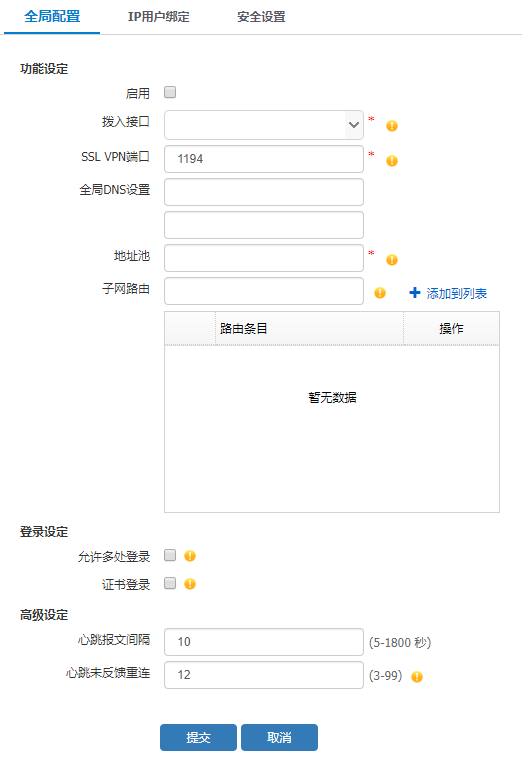 全局配置 IP用户绑定 安全设置
功能设定
启用
拨入接口 *
SSL VPN端口 1194 *
全局DNS设置
地址池 *
子网路由 添加到列表
路由条目 操作
暂无数据
登录设定
允许多处登录
证书登录
高级设定
心跳报文间隔 10 (5-1800 秒)
心跳未反馈重连 12 (3-99)
提交 取消